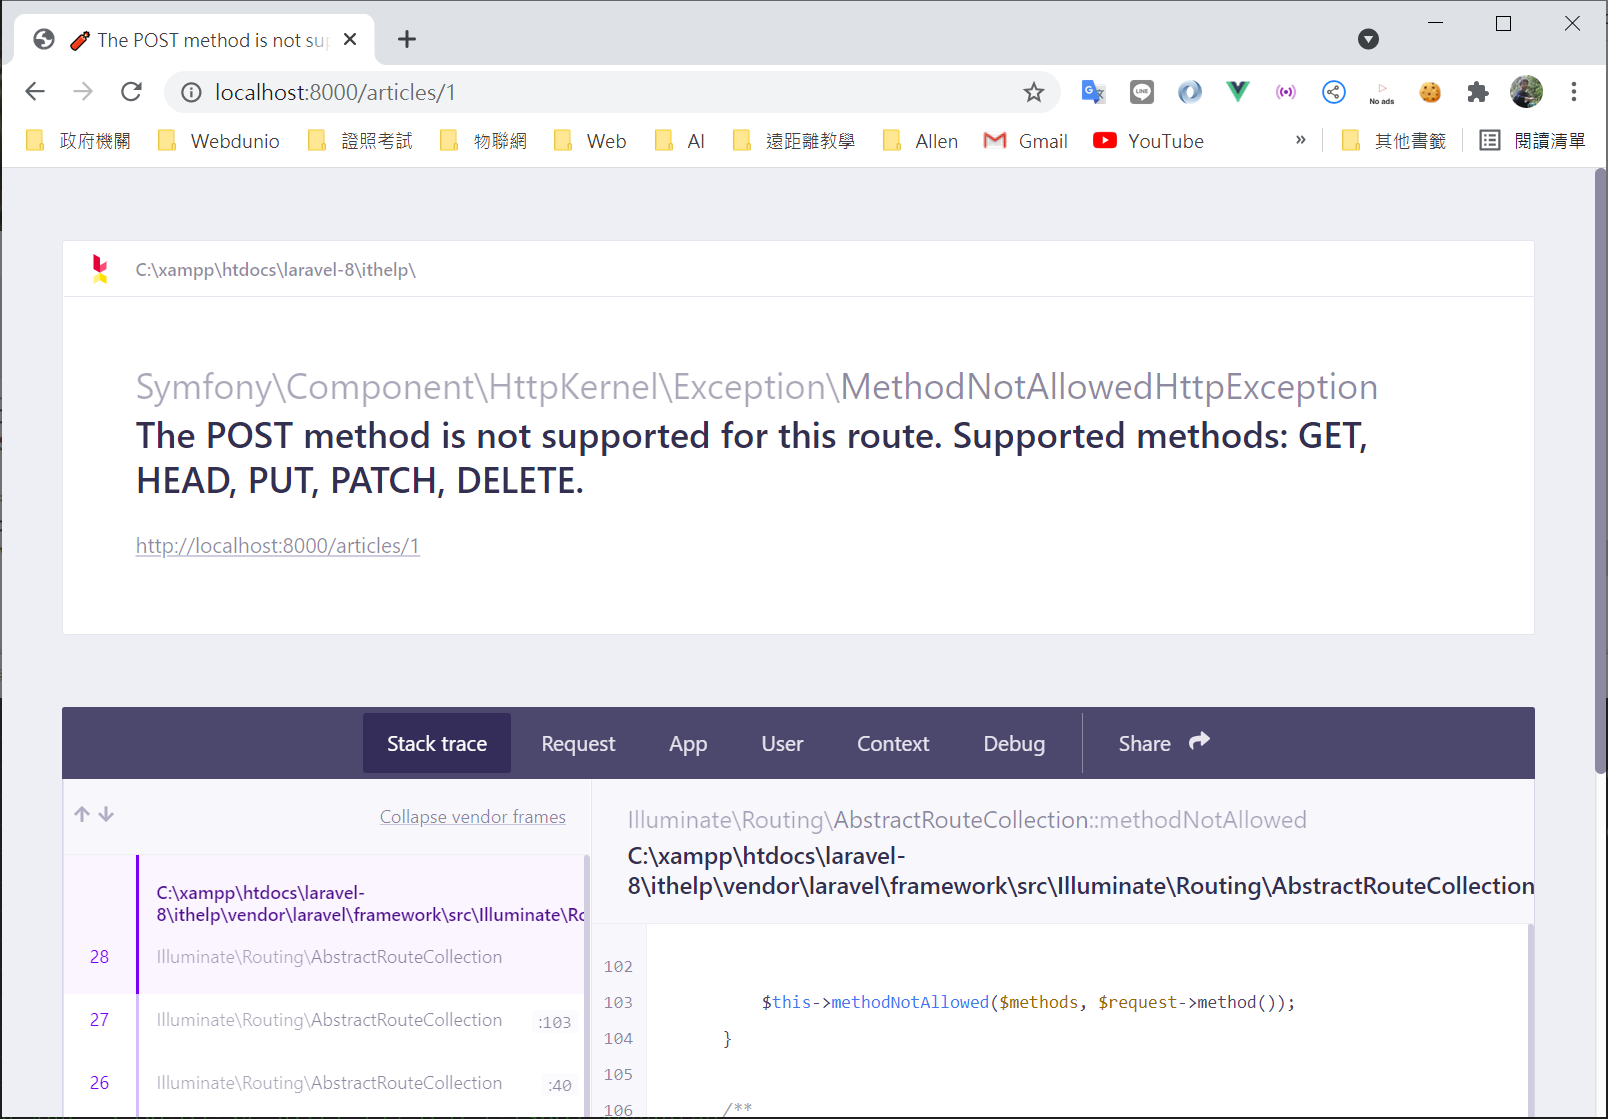 The POST method is not sup
localhost:8000/articles/1
No ads
政府機關 Webdunio 證照考試 物聯網 Web AI 遠距離教學 Allen Gmail YouTube » 其他書籤 閱讀清單
C:\xampp\htdocs\laravel-8\ithelp\
Symfony\Component\HttpKernel\Exception\MethodNotAllowedHttpException
The POST method is not supported for this route. Supported methods: GET,
HEAD, PUT, PATCH, DELETE.
http://localhost:8000/articles/1
Stack trace Request App User Context Debug Share
Collapse vendor frames
C:\xampp\htdocs\laravel-
8\ithelp\vendor\laravel\framework\src\Illuminate\Ro
28 Illuminate\Routing\AbstractRouteCollection
27 Illuminate\Routing\AbstractRouteCollection :103
26 Illuminate\Routing\AbstractRouteCollection :40
Illuminate\Routing\AbstractRouteCollection::methodNotAllowed
C:\xampp\htdocs\laravel-
8\ithelp\vendor\laravel\framework\src\Illuminate\Routing\AbstractRouteCollection
102
103 $this->methodNotAllowed($methods, $request->method());
104 }
105
106 /**